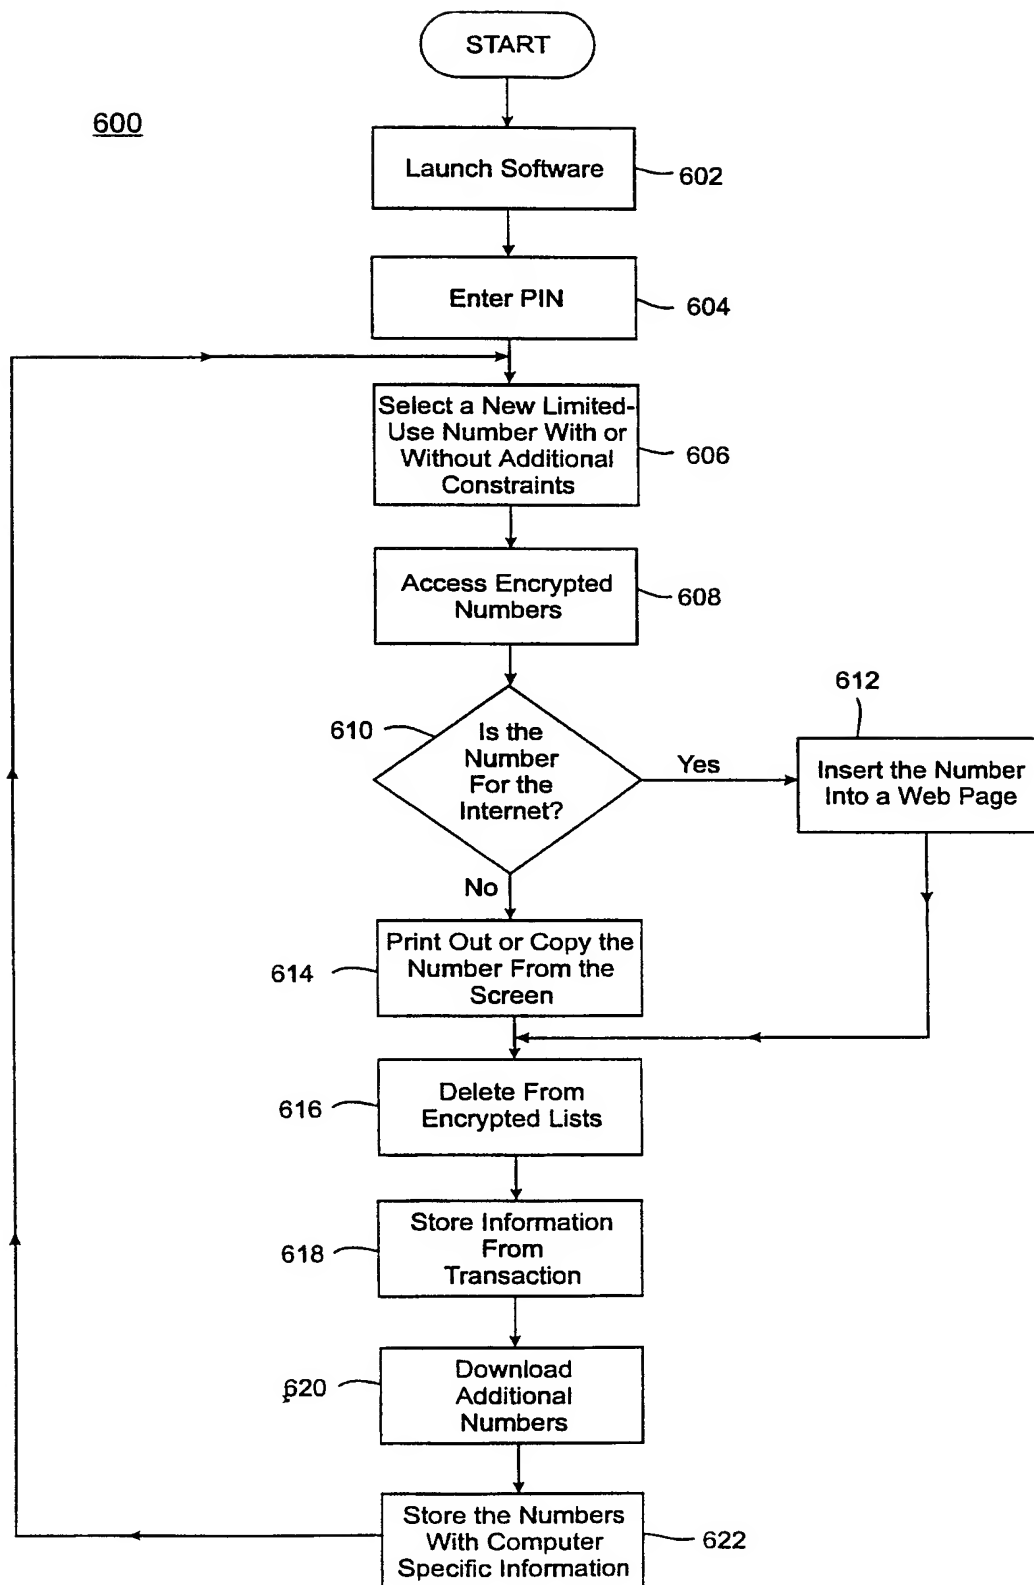 START
600
Launch Software
602
Enter PIN
604
Select a New Limited-
Use Number With or
Without Additional
Constraints
606
Access Encrypted
Numbers
608
610
Is the
Number
For the
Internet?
Yes
612
Insert the Number
Into a Web Page
No
614
Print Out or Copy the
Number From the
Screen
616
Delete From
Encrypted Lists
618
Store Information
From
Transaction
620
Download
Additional
Numbers
Store the Numbers
With Computer
Specific Information
622